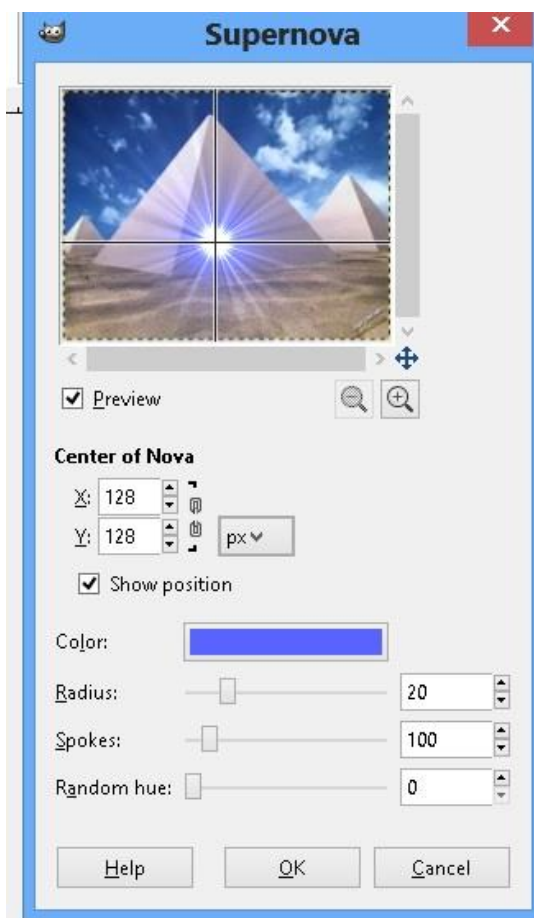 Supernova
Preview
Center of Nova
X: 128
Y: 128 px
Show position
Color:
Radius: 20
Spokes: 100
Random hue: 0
Help OK Cancel